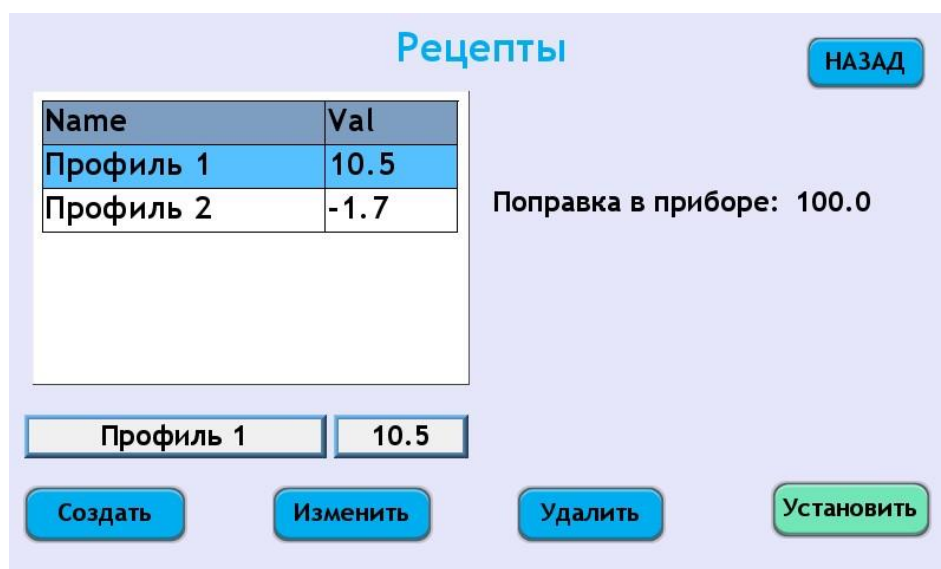 Рецепты
НАЗАД
Name Val
Профиль 1 10.5
Профиль 2 -1.7
Поправка в приборе: 100.0
Профиль 1 10.5
Создать Изменить Удалить Установить